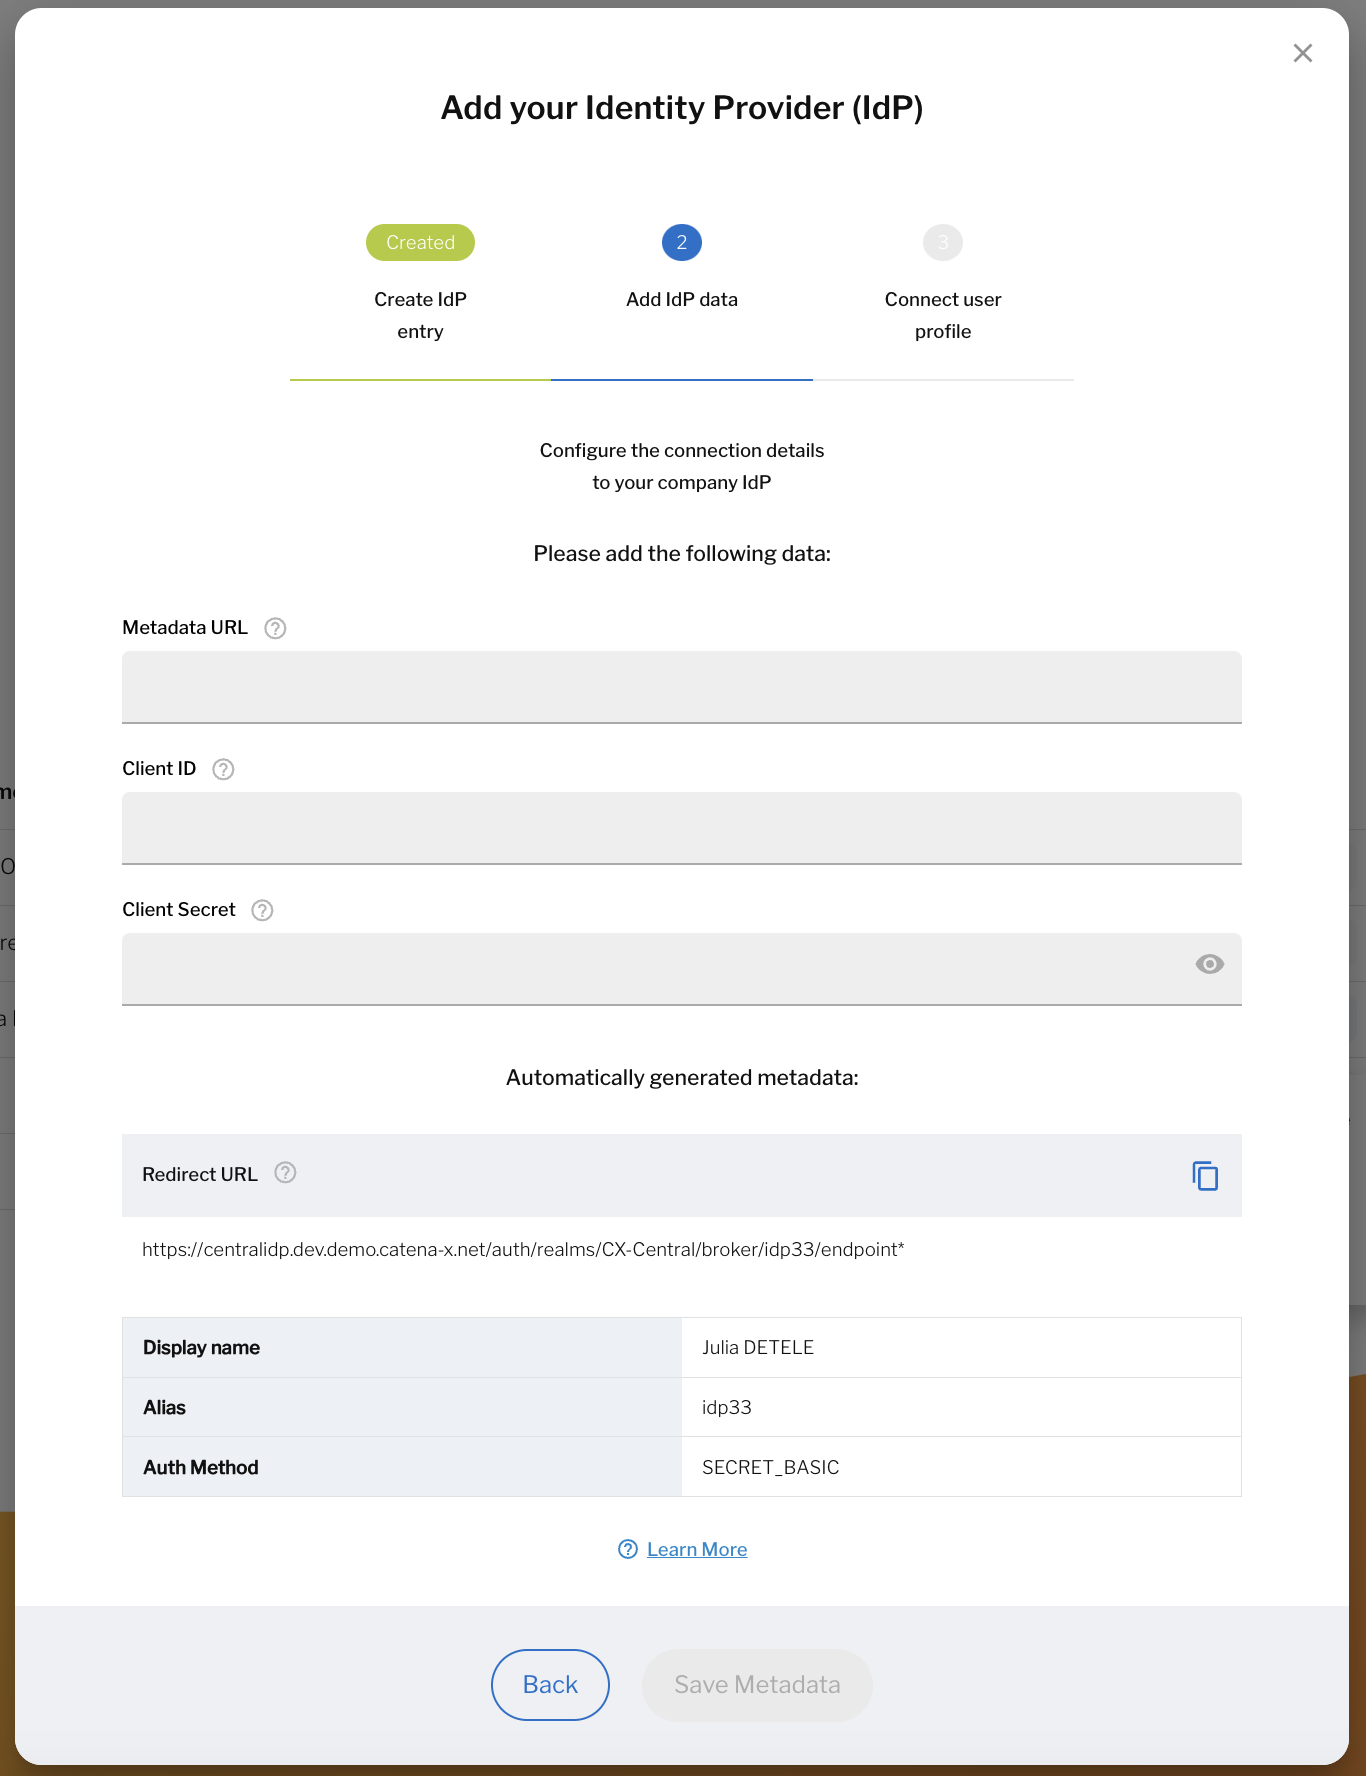 Add your Identity Provider (IdP)
Created
2
3
Create IdP
entry
Add IdP data
Connect user
profile
Configure the connection details
to your company IdP
Please add the following data:
Metadata URL
Client ID
Client Secret
Automatically generated metadata:
Redirect URL
https://centralidp.dev.demo.catena-x.net/auth/realms/CX-Central/broker/idp33/endpoint*
Display name
Julia DETELE
Alias
idp33
Auth Method
SECRET_BASIC
Learn More
Back
Save Metadata